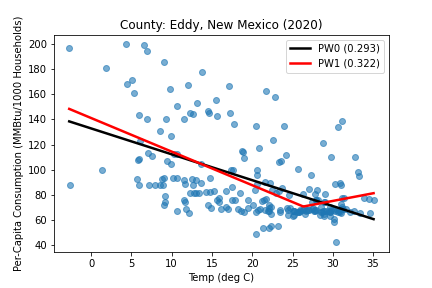 County: Eddy, New Mexico (2020)
PW0 (0.293)
PW1 (0.322)
Per-Capita Consumption (MMBtu/1000 Households)
200
180
160
140
120
100
80
60
40
0 5 10 15 20 25 30 35
Temp (deg C)